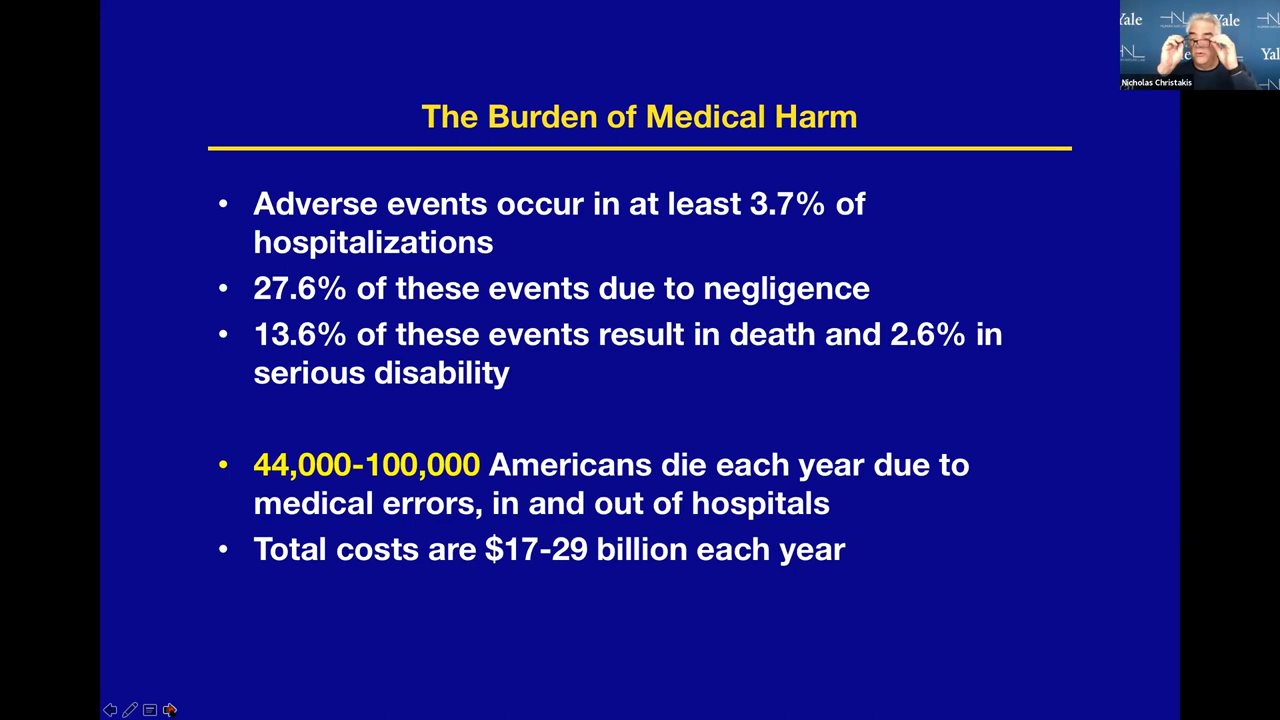 Yale
Yale
Yal
Nicholas Christakis
The Burden of Medical Harm
• Adverse events occur in at least 3.7% of
hospitalizations
• 27.6% of these events due to negligence
• 13.6% of these events result in death and 2.6% in
serious disability
• 44,000-100,000 Americans die each year due to
medical errors, in and out of hospitals
• Total costs are $17-29 billion each year